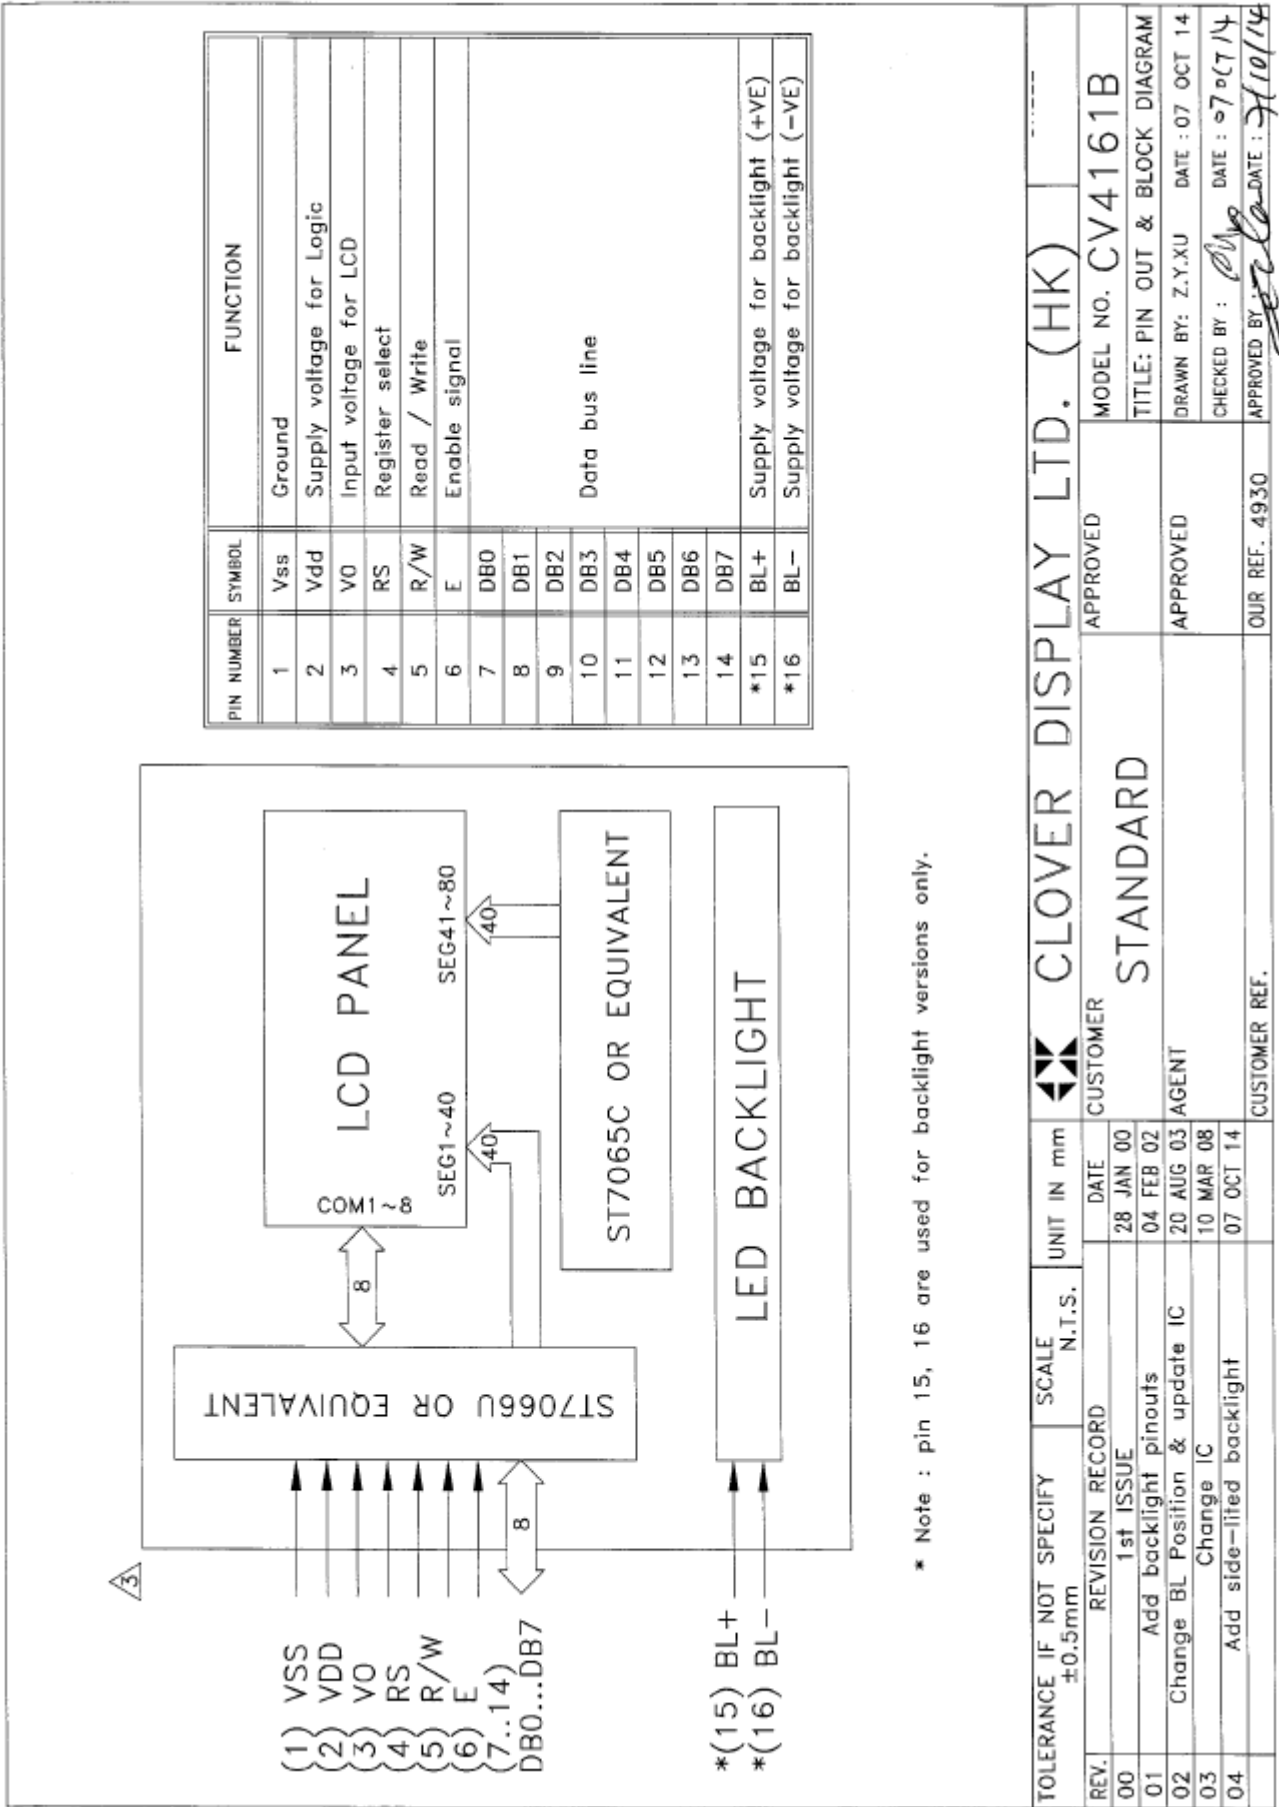 3
(1) VSS
(2) VDD
(3) VO
(4) RS
(5) R/W
(6) E
(7..14)
DB0...DB7
*(15) BL+
*(16) BL-
8
ST7066U OR EQUIVALENT
8
LCD PANEL
COM1~8
SEG1~40
SEG41~80
40
40
ST7065C OR EQUIVALENT
LED BACKLIGHT
PIN NUMBER SYMBOL FUNCTION
1 Vss Ground
2 Vdd Supply voltage for Logic
3 VO Input voltage for LCD
4 RS Register select
5 R/W Read / Write
6 E Enable signal
7 DB0
8 DB1
9 DB2
10 DB3 Data bus line
11 DB4
12 DB5
13 DB6
14 DB7
*15 BL+ Supply voltage for backlight (+VE)
*16 BL- Supply voltage for backlight (-VE)
* Note : pin 15, 16 are used for backlight versions only.
TOLERANCE IF NOT SPECIFY
±0.5mm
SCALE
N.T.S.
UNIT IN mm
CLOVER DISPLAY LTD. (HK)
REV. REVISION RECORD DATE
00 1st ISSUE 28 JAN 00
01 Add backlight pinouts 04 FEB 02
02 Change BL Position & update IC 20 AUG 03
03 Change IC 10 MAR 08
04 Add side-lited backlight 07 OCT 14
CUSTOMER
STANDARD
AGENT
CUSTOMER REF.
APPROVED
APPROVED
OUR REF. 4930
MODEL NO. CV4161B
TITLE: PIN OUT & BLOCK DIAGRAM
DRAWN BY: Z.Y.XU DATE : 07 OCT 14
CHECKED BY : DATE : 07 OCT 14
APPROVED BY : DATE : 7/10/14